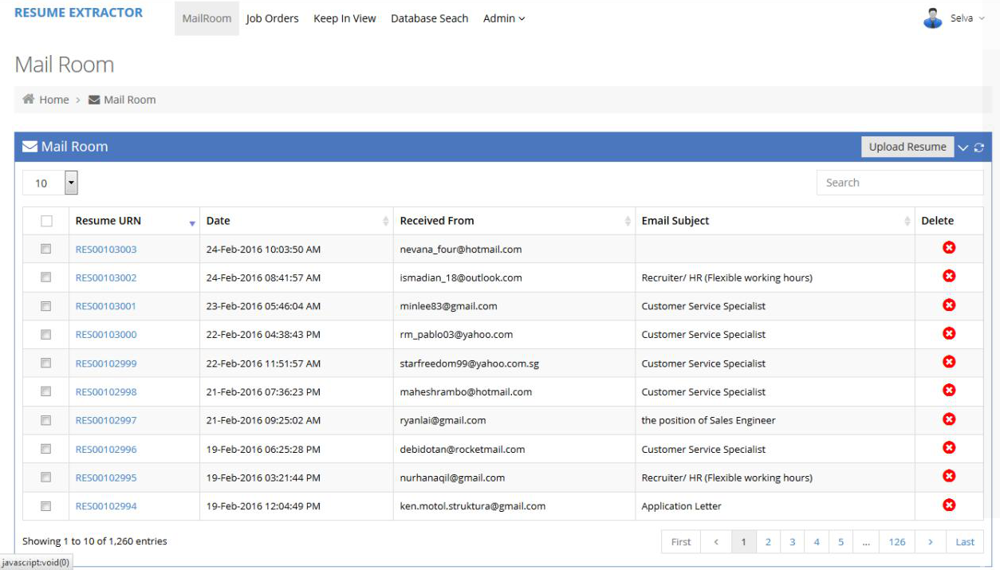 RESUME EXTRACTOR MailRoom Job Orders Keep In View Database Seach Admin Selva
Mail Room
Home > Mail Room
Mail Room Upload Resume
10 Search
Resume URN Date Received From Email Subject Delete
RES00103003 24-Feb-2016 10:03:50 AM nevana_four@hotmail.com
RES00103002 24-Feb-2016 08:41:57 AM ismadian_18@outlook.com Recruiter/ HR (Flexible working hours)
RES00103001 23-Feb-2016 05:46:04 AM minlee83@gmail.com Customer Service Specialist
RES00103000 22-Feb-2016 04:38:43 PM rm_pablo03@yahoo.com Customer Service Specialist
RES00102999 22-Feb-2016 11:51:57 AM starfreedom99@yahoo.com.sg Customer Service Specialist
RES00102998 21-Feb-2016 07:36:23 PM maheshrambo@hotmail.com Customer Service Specialist
RES00102997 21-Feb-2016 09:25:02 AM ryanlai@gmail.com the position of Sales Engineer
RES00102996 19-Feb-2016 06:25:28 PM debidotan@rocketmail.com Customer Service Specialist
RES00102995 19-Feb-2016 03:21:44 PM nurhanaqil@gmail.com Recruiter/ HR (Flexible working hours)
RES00102994 19-Feb-2016 12:04:49 PM ken.motol.struktura@gmail.com Application Letter
Showing 1 to 10 of 1,260 entries First < 1 2 3 4 5 ... 126 > Last
javascript:void(0)